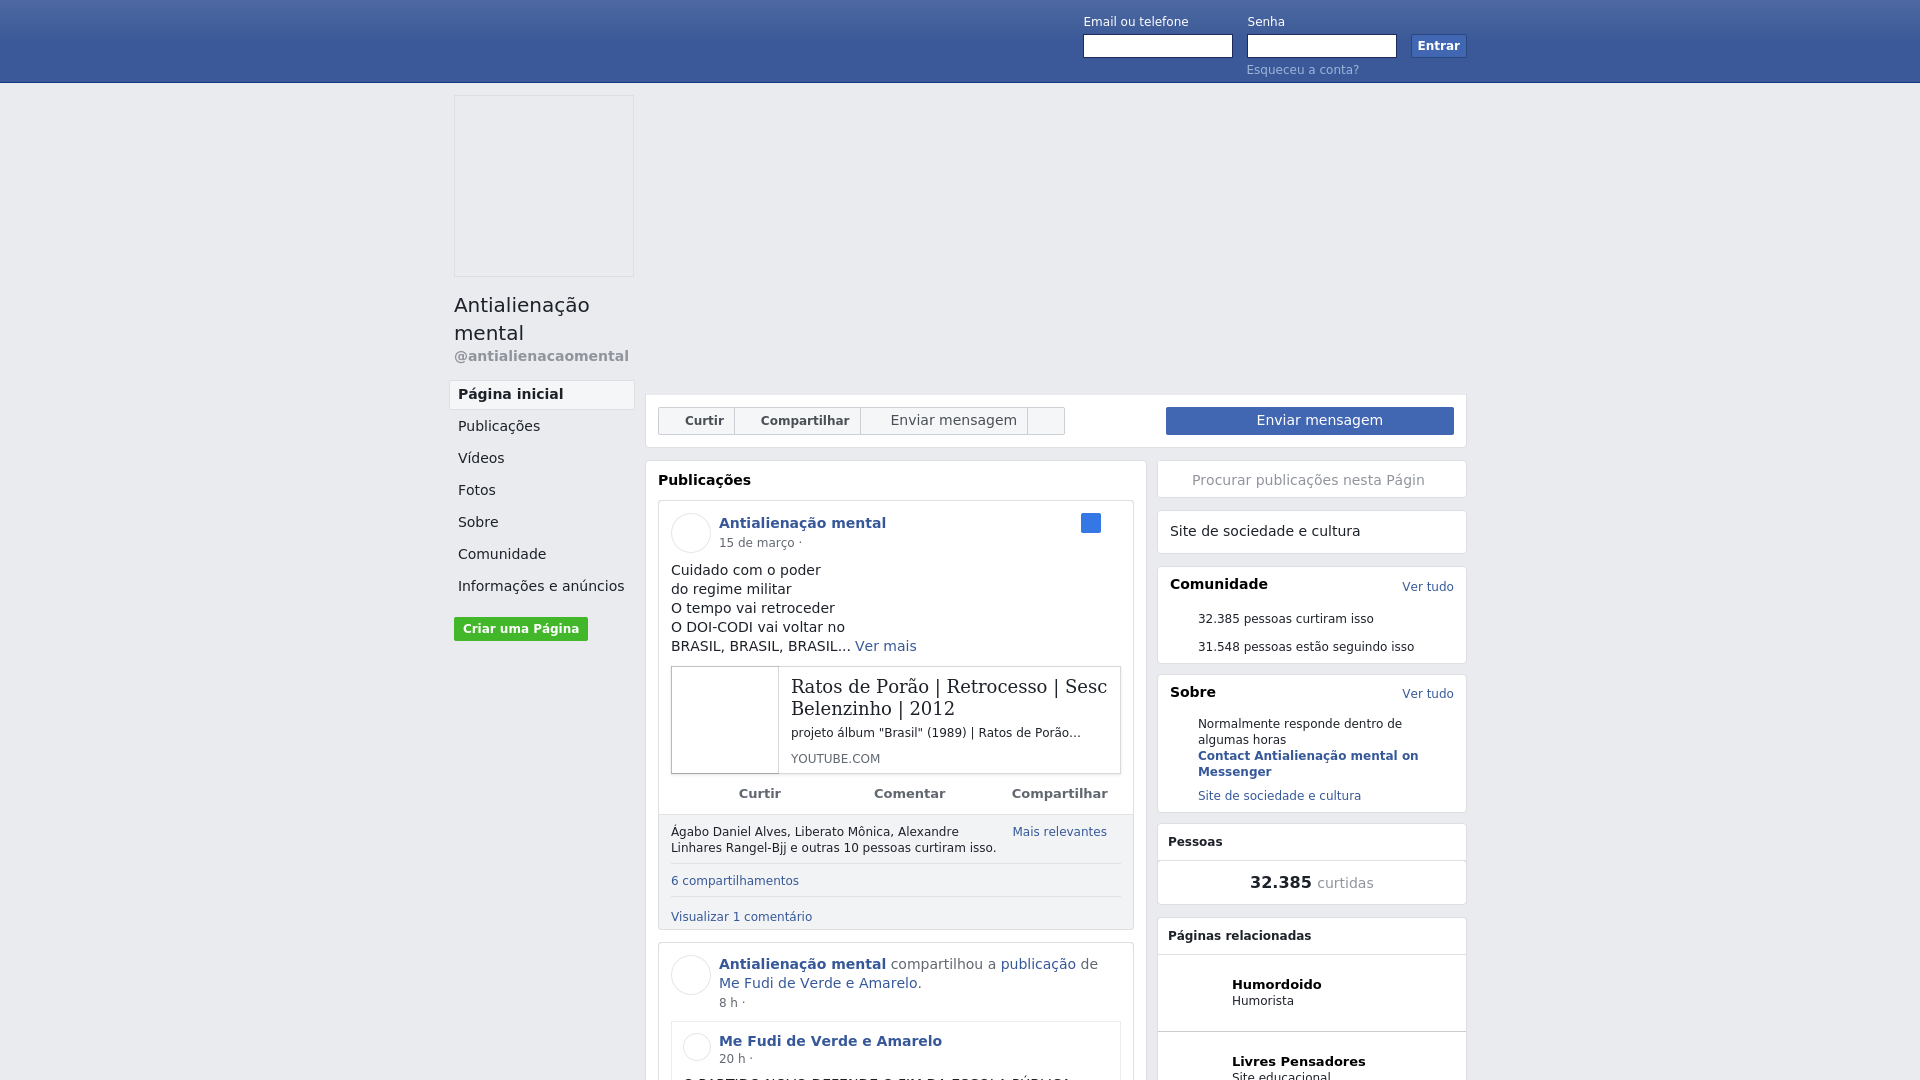 Email ou telefone
Senha
Entrar
Esqueceu a conta?
Antialienação
mental
@antialienacaomental
Página inicial
Publicações
Vídeos
Fotos
Sobre
Comunidade
Informações e anúncios
Criar uma Página
Curtir
Compartilhar
Enviar mensagem
Enviar mensagem
Publicações
Antialienação mental
15 de março ·
Cuidado com o poder
do regime militar
O tempo vai retroceder
O DOI-CODI vai voltar no
BRASIL, BRASIL, BRASIL... Ver mais
Ratos de Porão | Retrocesso | Sesc
Belenzinho | 2012
projeto álbum "Brasil" (1989) | Ratos de Porão…
YOUTUBE.COM
Curtir
Comentar
Compartilhar
Ágabo Daniel Alves, Liberato Mônica, Alexandre
Linhares Rangel-Bjj e outras 10 pessoas curtiram isso.
Mais relevantes
6 compartilhamentos
Visualizar 1 comentário
Antialienação mental compartilhou a publicação de
Me Fudi de Verde e Amarelo.
8 h ·
Me Fudi de Verde e Amarelo
20 h ·
O PARTIDO NOVO DEFENDE O FIM DA ESCOLA PÚBLICA
Procurar publicações nesta Págin
Site de sociedade e cultura
Comunidade
Ver tudo
32.385 pessoas curtiram isso
31.548 pessoas estão seguindo isso
Sobre
Ver tudo
Normalmente responde dentro de
algumas horas
Contact Antialienação mental on
Messenger
Site de sociedade e cultura
Pessoas
32.385 curtidas
Páginas relacionadas
Humordoido
Humorista
Livres Pensadores
Site educacional